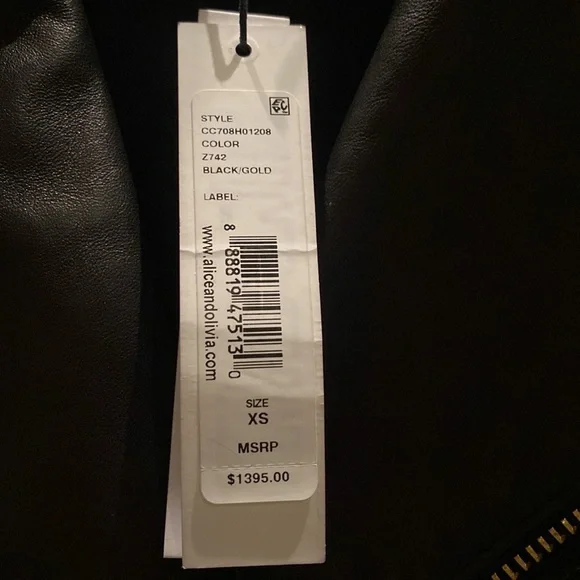 STYLE
CC708H01208
COLOR
Z742
BLACK/GOLD
LABEL:
8 88819 47513 0
www.aliceandolivia.com
SIZE
XS
MSRP
$1395.00